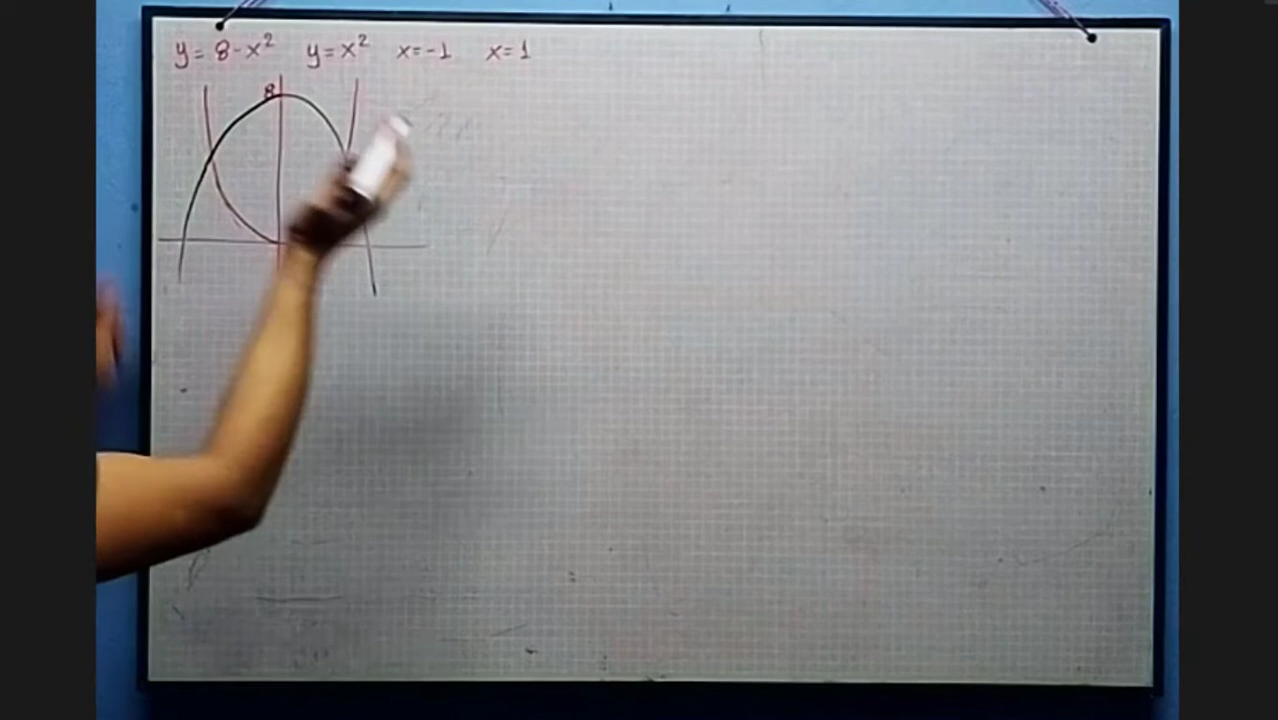 y = 8 - x² y = x² x = -1 x = 1
8